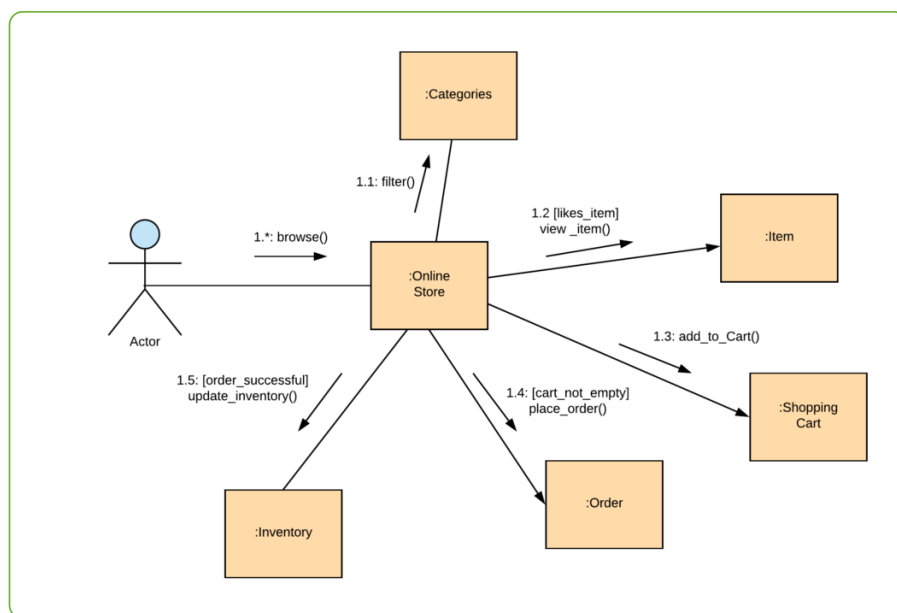 :Categories
1.1: filter()
1.2 [likes_item]
view _item()
:Item
1.*: browse()
:Online
Store
Actor
1.3: add_to_Cart()
1.5: [order_successful]
update_inventory()
1.4: [cart_not_empty]
place_order()
:Shopping
Cart
:Order
:Inventory